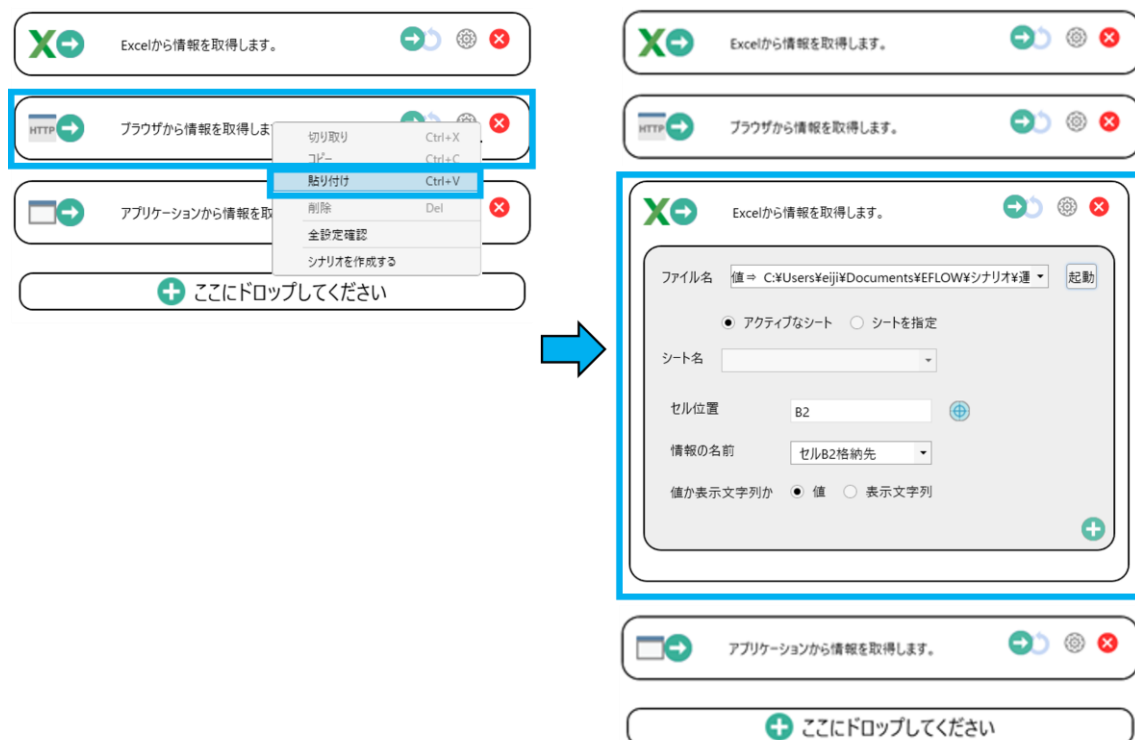 Excelから情報を取得します。
HTTP
ブラウザから情報を取得しま
切り取り Ctrl+X
コピー Ctrl+C
貼り付け Ctrl+V
削除 Del
全設定確認
シナリオを作成する
アプリケーションから情報を取
ここにドロップしてください
Excelから情報を取得します。
HTTP
ブラウザから情報を取得します。
Excelから情報を取得します。
ファイル名 値⇒ C:¥Users¥eiji¥Documents¥EFLOW¥シナリオ¥運 起動
アクティブなシート シートを指定
シート名
セル位置 B2
情報の名前 セルB2格納先
値か表示文字列か 値 表示文字列
アプリケーションから情報を取得します。
ここにドロップしてください